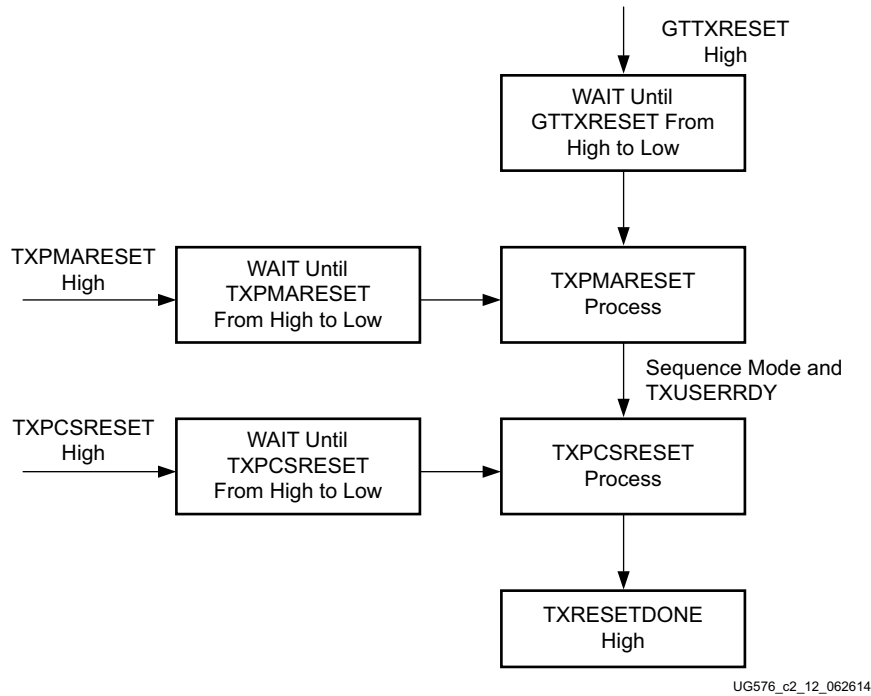 GTTXRESET
High
WAIT Until
GTTXRESET From
High to Low
TXPMARESET
High
WAIT Until
TXPMARESET
From High to Low
TXPMARESET
Process
Sequence Mode and
TXUSERRDY
TXPCSRESET
High
WAIT Until
TXPCSRESET
From High to Low
TXPCSRESET
Process
TXRESETDONE
High
UG576_c2_12_062614